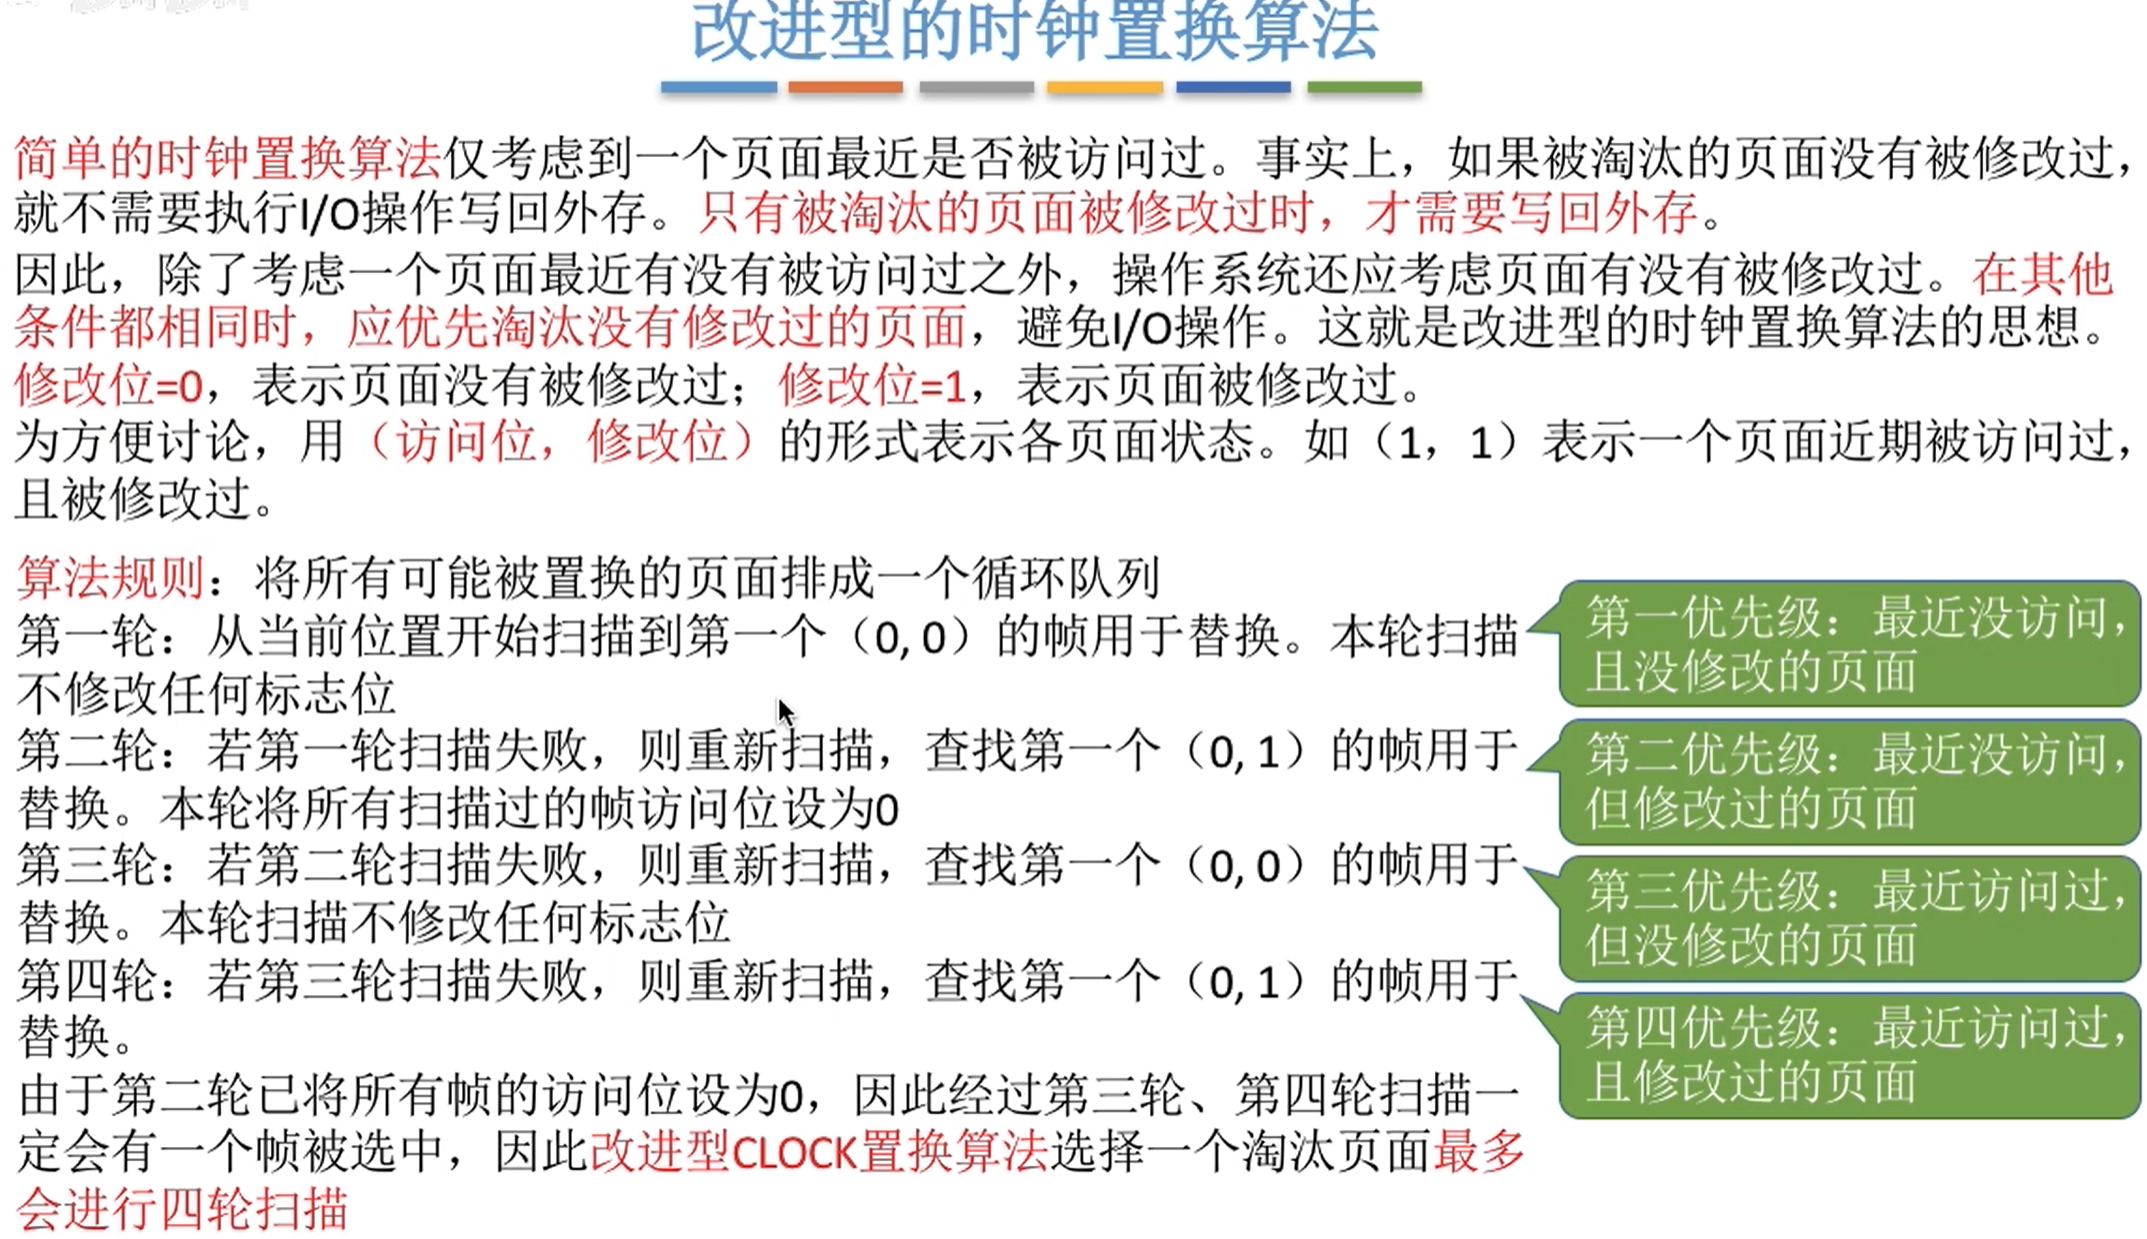 改进型的时钟置换算法
简单的时钟置换算法仅考虑到一个页面最近是否被访问过。事实上，如果被淘汰的页面没有被修改过，
就不需要执行I/O操作写回外存。只有被淘汰的页面被修改过时，才需要写回外存。
因此，除了考虑一个页面最近有没有被访问过之外，操作系统还应考虑页面有没有被修改过。在其他
条件都相同时，应优先淘汰没有修改过的页面，避免I/O操作。这就是改进型的时钟置换算法的思想。
修改位=0，表示页面没有被修改过；修改位=1，表示页面被修改过。
为方便讨论，用（访问位，修改位）的形式表示各页面状态。如（1，1）表示一个页面近期被访问过，
且被修改过。
算法规则：将所有可能被置换的页面排成一个循环队列
第一轮：从当前位置开始扫描到第一个（0, 0）的帧用于替换。本轮扫描
不修改任何标志位
第二轮：若第一轮扫描失败，则重新扫描，查找第一个（0, 1）的帧用于
替换。本轮将所有扫描过的帧访问位设为0
第三轮：若第二轮扫描失败，则重新扫描，查找第一个（0, 0）的帧用于
替换。本轮扫描不修改任何标志位
第四轮：若第三轮扫描失败，则重新扫描，查找第一个（0, 1）的帧用于
替换。
由于第二轮已将所有帧的访问位设为0，因此经过第三轮、第四轮扫描一
定会有一个帧被选中，因此改进型CLOCK置换算法选择一个淘汰页面最多
会进行四轮扫描
第一优先级：最近没访问，
且没修改的页面
第二优先级：最近没访问，
但修改过的页面
第三优先级：最近访问过，
但没修改的页面
第四优先级：最近访问过，
且修改过的页面